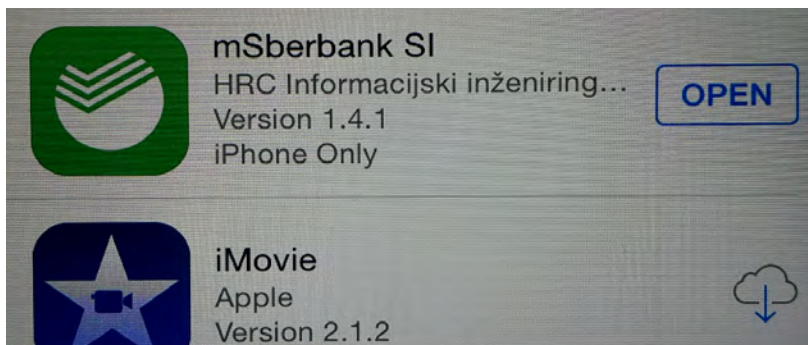 mSberbank SI
HRC Informacijski inženiring...
Version 1.4.1
iPhone Only
OPEN
iMovie
Apple
Version 2.1.2